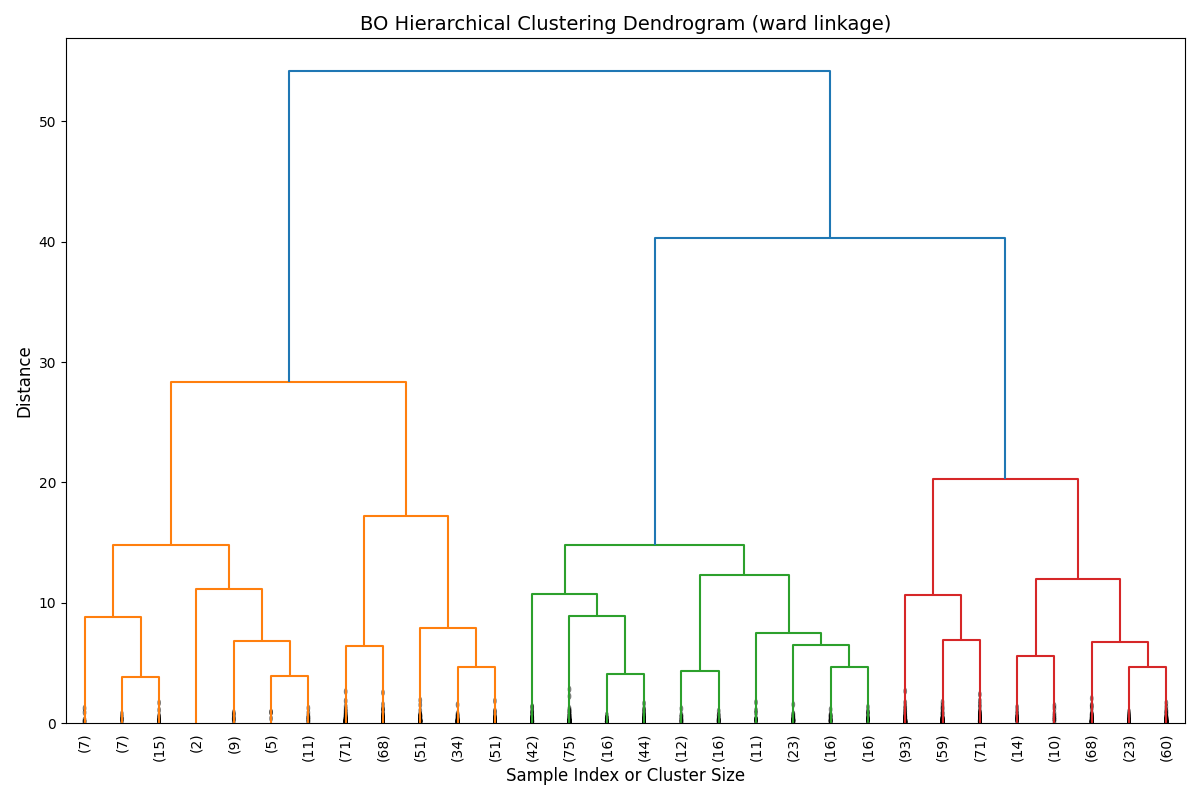 BO Hierarchical Clustering Dendrogram (ward linkage)
Distance
50
40
30
20
10
0
(7) (7) (15) (2) (9) (5) (11) (71) (68) (51) (34) (51) (42) (75) (16) (44) (12) (16) (11) (23) (16) (16) (93) (59) (71) (14) (10) (68) (23) (60)
Sample Index or Cluster Size